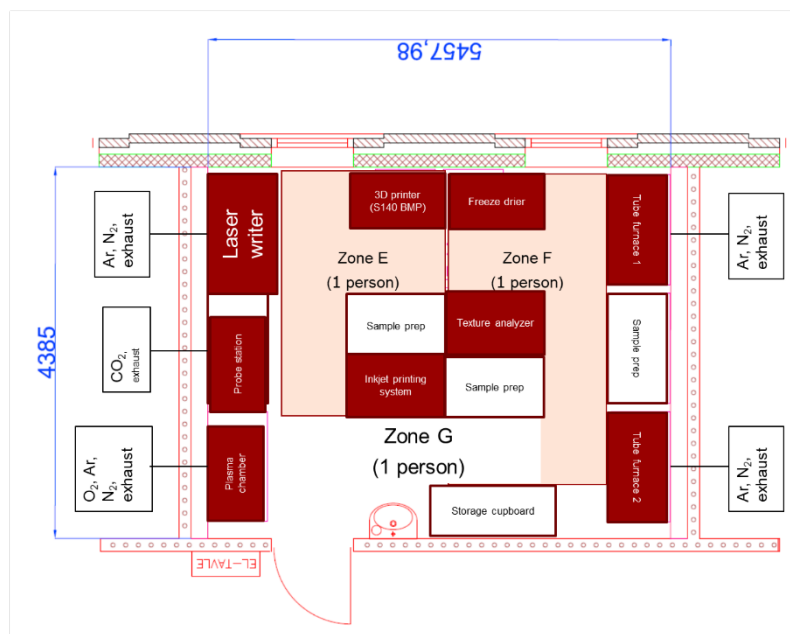 5457,98
4385
Ar, N₂,
exhaust
CO₂,
exhaust
O₂, Ar,
N₂,
exhaust
Laser
writer
Probe station
Plasma
chamber
3D printer
(S140 BMP)
Freeze drier
Zone E
(1 person)
Zone F
(1 person)
Sample prep
Texture analyzer
Inkjet printing
system
Sample prep
Zone G
(1 person)
Storage cupboard
Tube furnace 1
Sample prep
Tube furnace 2
Ar, N₂,
exhaust
Ar, N₂,
exhaust
EL-TAVLE